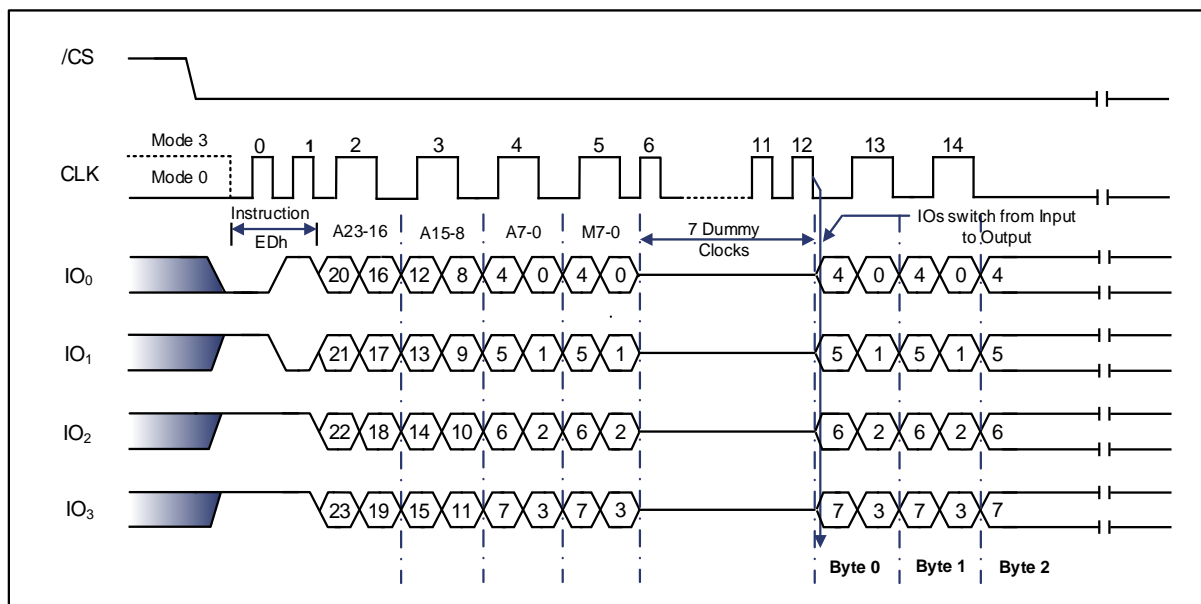 /CS
Mode 3 0 1 2 3 4 5 6 11 12 13 14
CLK Mode 0
Instruction IOs switch from Input
EDh A23-16 A15-8 A7-0 M7-0 7 Dummy to Output
Clocks
IO0 20 16 12 8 4 0 4 0 4 0 4 0 4
IO1 21 17 13 9 5 1 5 1 5 1 5 1 5
IO2 22 18 14 10 6 2 6 2 6 2 6 2 6
IO3 23 19 15 11 7 3 7 3 7 3 7 3 7
Byte 0 Byte 1 Byte 2